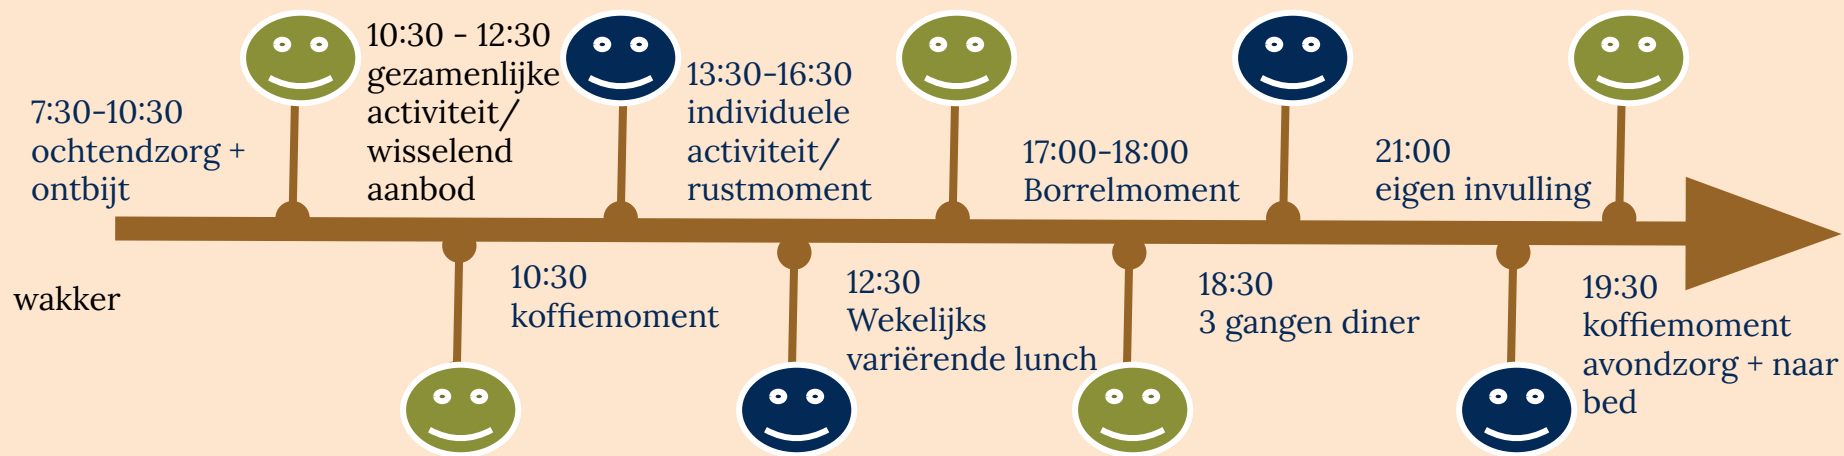 7:30-10:30
ochtendzorg +
ontbijt
10:30 - 12:30
gezamenlijke
activiteit/
wisselend
aanbod
13:30-16:30
individuele
activiteit/
rustmoment
17:00-18:00
Borrelmoment
21:00
eigen invulling
wakker
10:30
koffiemoment
12:30
Wekelijks
variërende lunch
18:30
3 gangen diner
19:30
koffiemoment
avondzorg + naar
bed